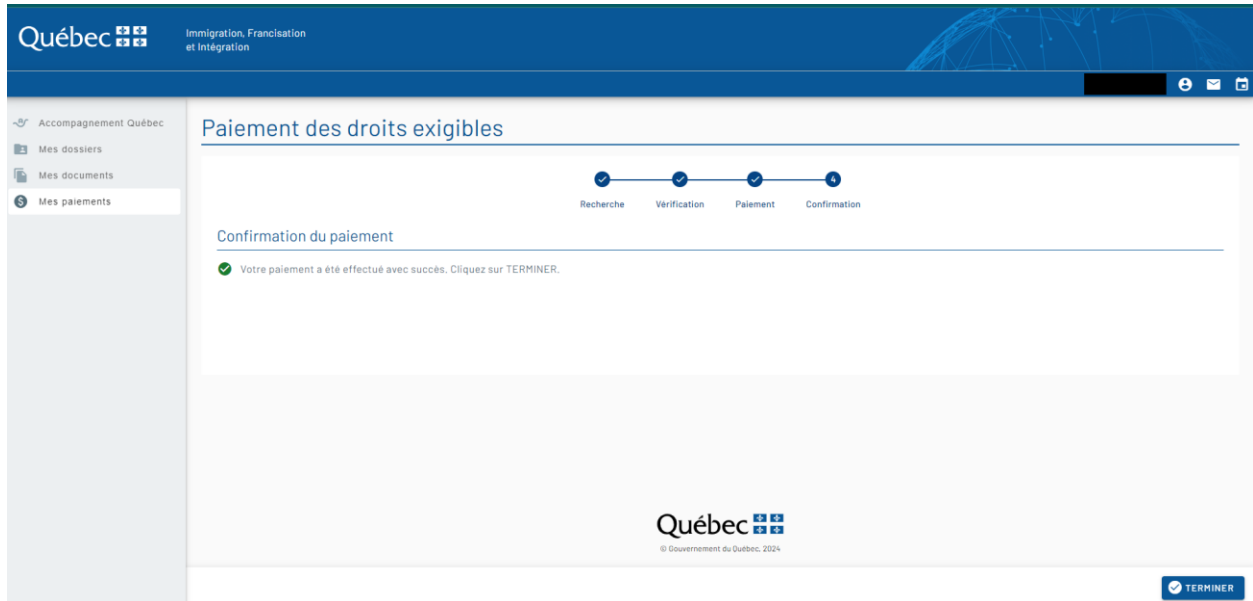 Québec
Immigration, Francisation
et Intégration
Accompagnement Québec
Mes dossiers
Mes documents
Mes paiements
Paiement des droits exigibles
4
Recherche Vérification Paiement Confirmation
Confirmation du paiement
Votre paiement a été effectué avec succès. Cliquez sur TERMINER.
Québec
© Gouvernement du Québec, 2024
TERMINER